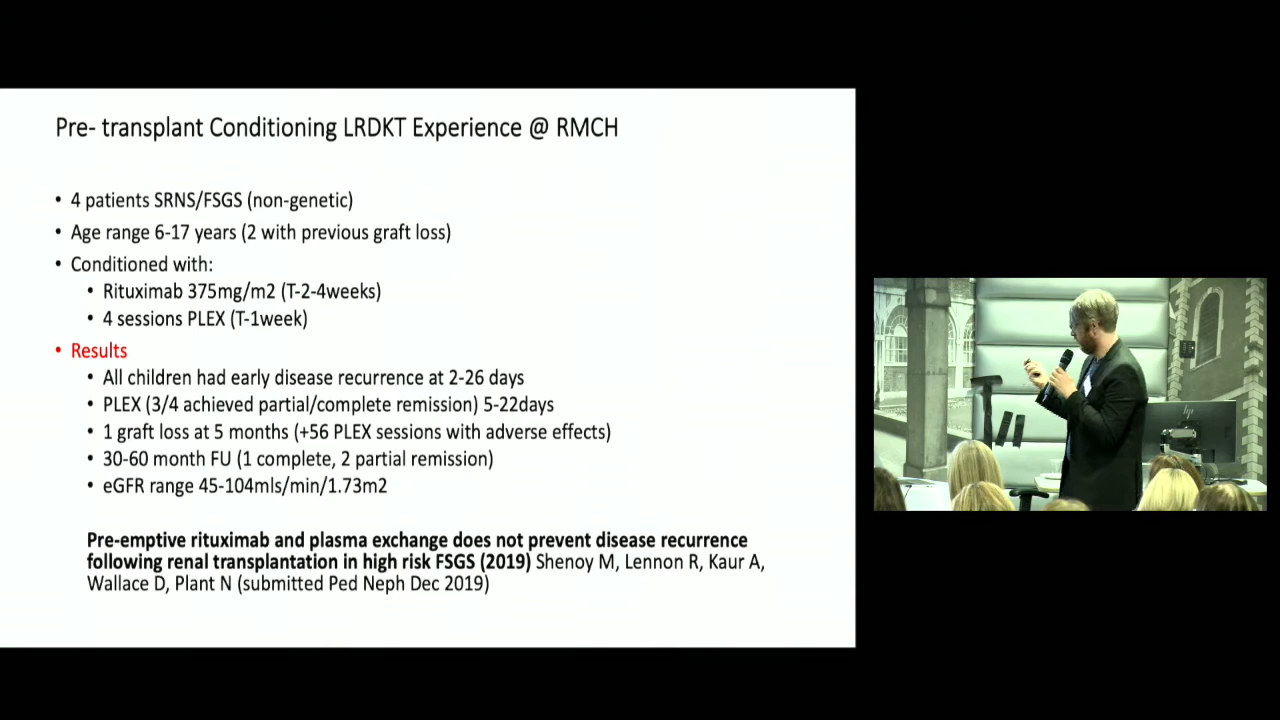 Pre- transplant Conditioning LRDKT Experience @ RMCH
• 4 patients SRNS/FSGS (non-genetic)
• Age range 6-17 years (2 with previous graft loss)
• Conditioned with:
• Rituximab 375mg/m2 (T-2-4weeks)
• 4 sessions PLEX (T-1week)
• Results
• All children had early disease recurrence at 2-26 days
• PLEX (3/4 achieved partial/complete remission) 5-22days
• 1 graft loss at 5 months (+56 PLEX sessions with adverse effects)
• 30-60 month FU (1 complete, 2 partial remission)
• eGFR range 45-104mls/min/1.73m2
Pre-emptive rituximab and plasma exchange does not prevent disease recurrence
following renal transplantation in high risk FSGS (2019) Shenoy M, Lennon R, Kaur A,
Wallace D, Plant N (submitted Ped Neph Dec 2019)
hp